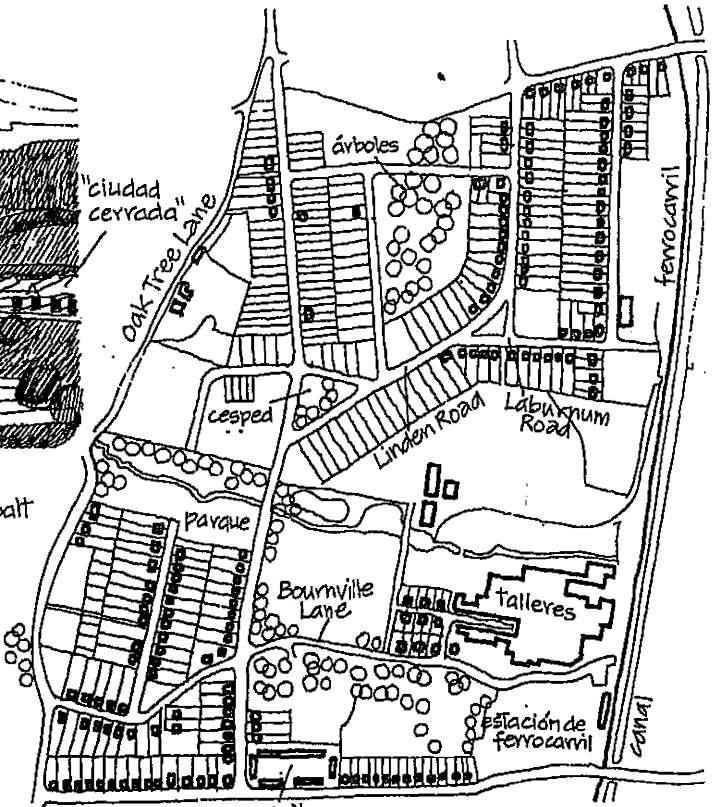 árboles
"ciudad
cerrada"
Oak Tree Lane
ferrocarril
cesped
Linden Road
Laburnum
Road
parque
Bournville
Lane
talleres
estación de
ferrocarril
canal